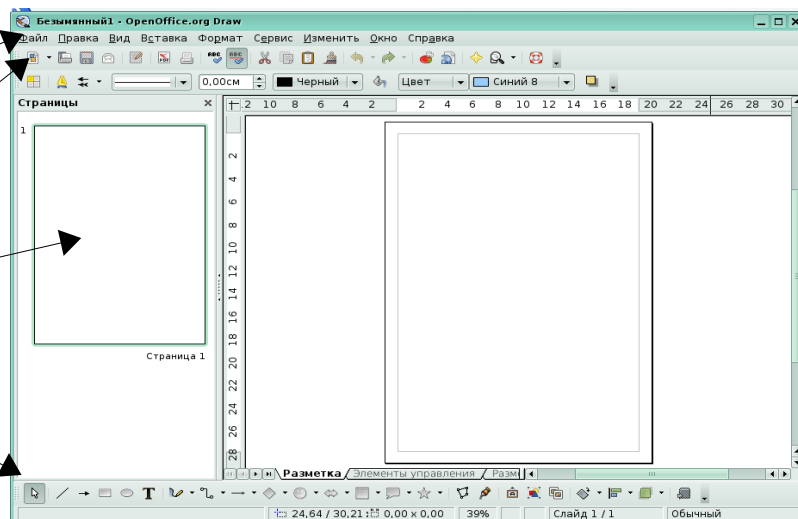 Безымянный1 - OpenOffice.org Draw
Файл Правка Вид Вставка Формат Сервис Изменить Окно Справка
0,00см Черный Цвет Синий 8
Страницы
2 10 8 6 4 2 2 4 6 8 10 12 14 16 18 20 22 24 26 28 30
1
2
4
6
8
10
12
14
16
18
20
22
24
26
28
Страница 1
Разметка Элементы управления Разм
T
24,64 / 30,21 0,00 x 0,00 39% Слайд 1 / 1 Обычный